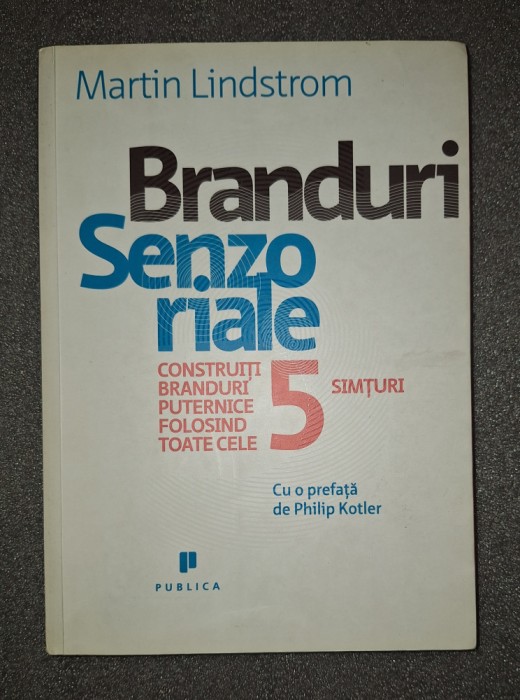 Martin Lindstrom
Branduri
Senzo
riale
CONSTRUIȚI
BRANDURI
PUTERNICE
FOLOSIND
TOATE CELE
5
SIMȚURI
Cu o prefață
de Philip Kotler
PUBLICA